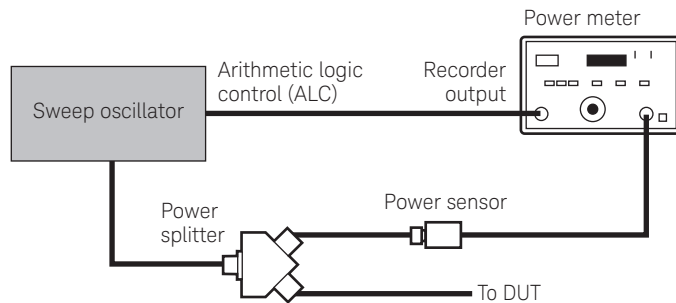 Power meter
Arithmetic logic
control (ALC)
Recorder
output
Sweep oscillator
Power
splitter
Power sensor
To DUT